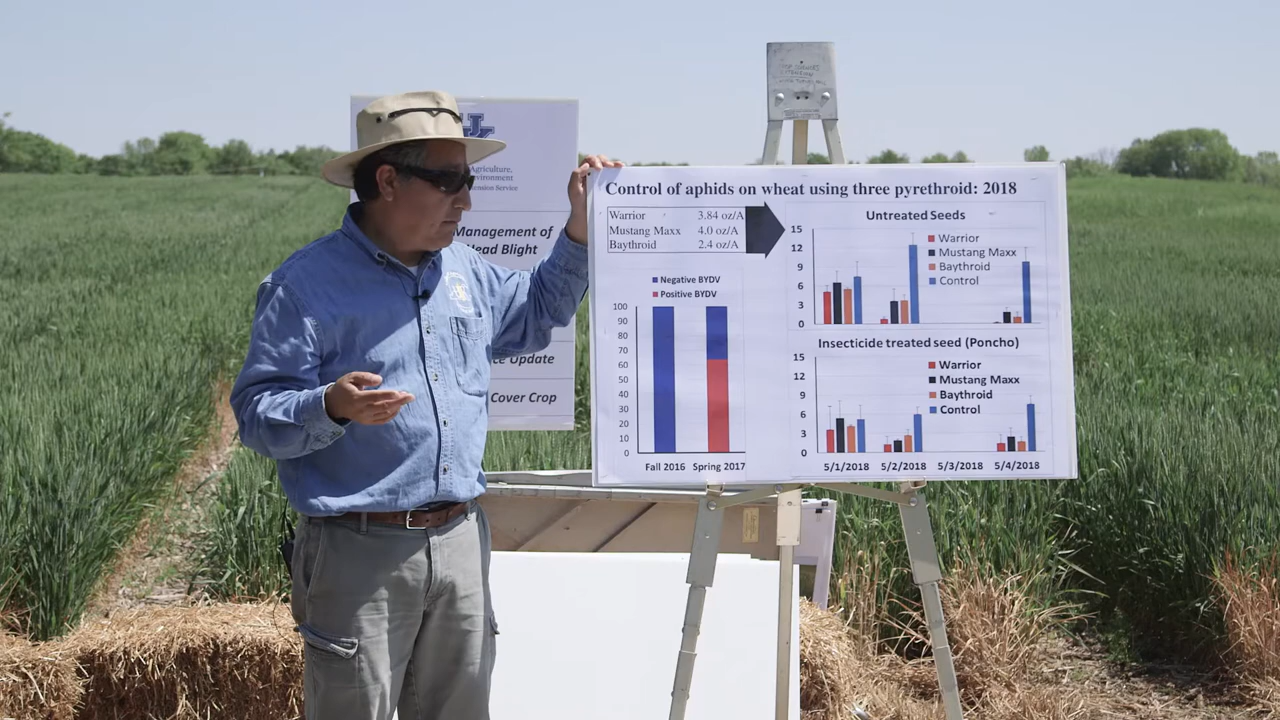 Agriculture,
vironment
tension Service
Management of
Head Blight
ce Update
Cover Crop
Control of aphids on wheat using three pyrethroid: 2018
Warrior 3.84 oz/A
Mustang Maxx 4.0 oz/A
Baythroid 2.4 oz/A
Negative BYDV
Positive BYDV
100
90
80
70
60
50
40
30
20
10
0
Fall 2016 Spring 2017
Untreated Seeds
15
12
9
6
3
0
Warrior
Mustang Maxx
Baythroid
Control
Insecticide treated seed (Poncho)
15
12
9
6
3
0
Warrior
Mustang Maxx
Baythroid
Control
5/1/2018 5/2/2018 5/3/2018 5/4/2018